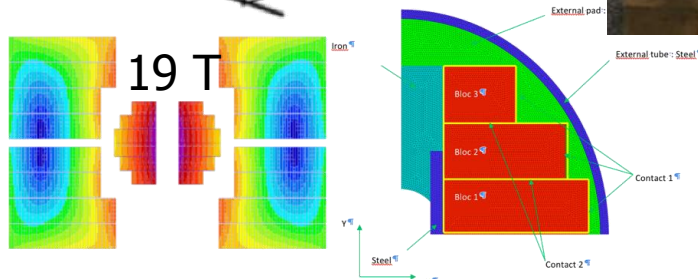 19 T
External pad :
Iron ¶
External tube : Steel
Bloc 3 ¶
Bloc 2 ¶
Bloc 1 ¶
Contact 1 ¶
Y ¶
Steel ¶
Contact 2 ¶